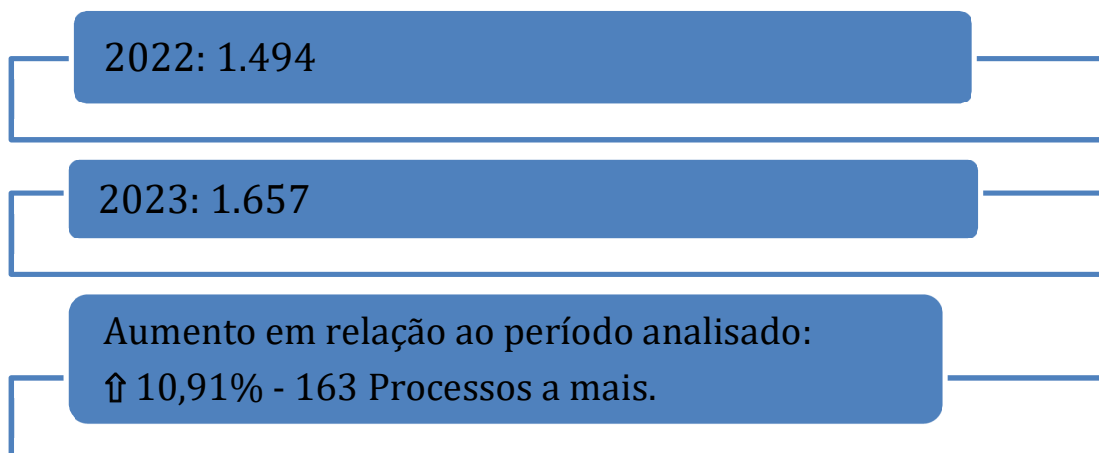 2022: 1.494
2023: 1.657
Aumento em relação ao período analisado:
⇧ 10,91% - 163 Processos a mais.